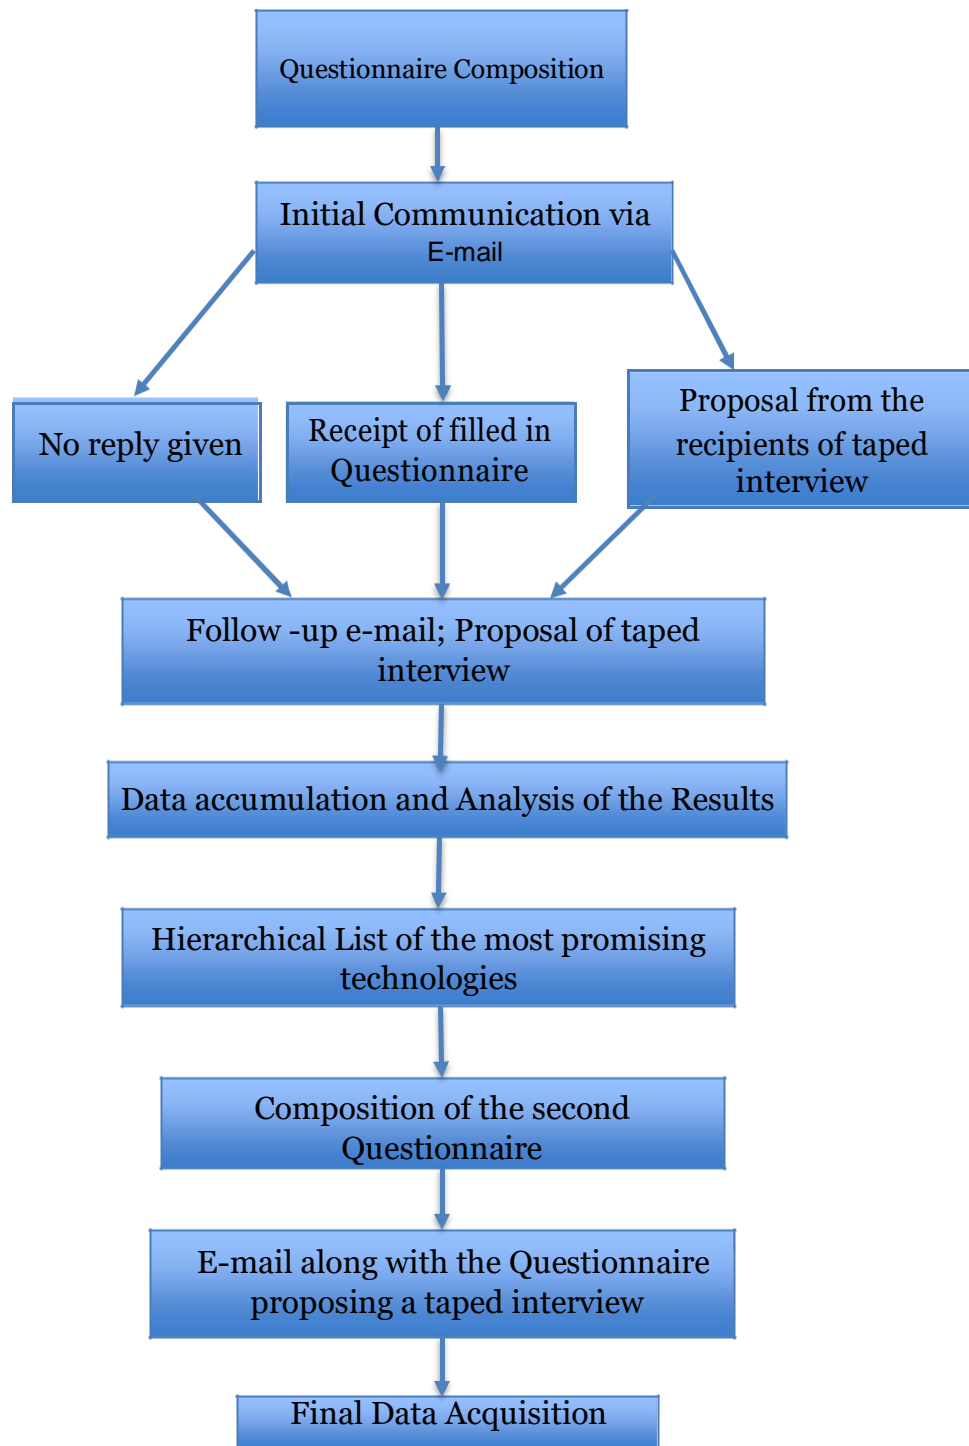 Questionnaire Composition
Initial Communication via
E-mail
No reply given
Receipt of filled in
Questionnaire
Proposal from the
recipients of taped
interview
Follow -up e-mail; Proposal of taped
interview
Data accumulation and Analysis of the Results
Hierarchical List of the most promising
technologies
Composition of the second
Questionnaire
E-mail along with the Questionnaire
proposing a taped interview
Final Data Acquisition